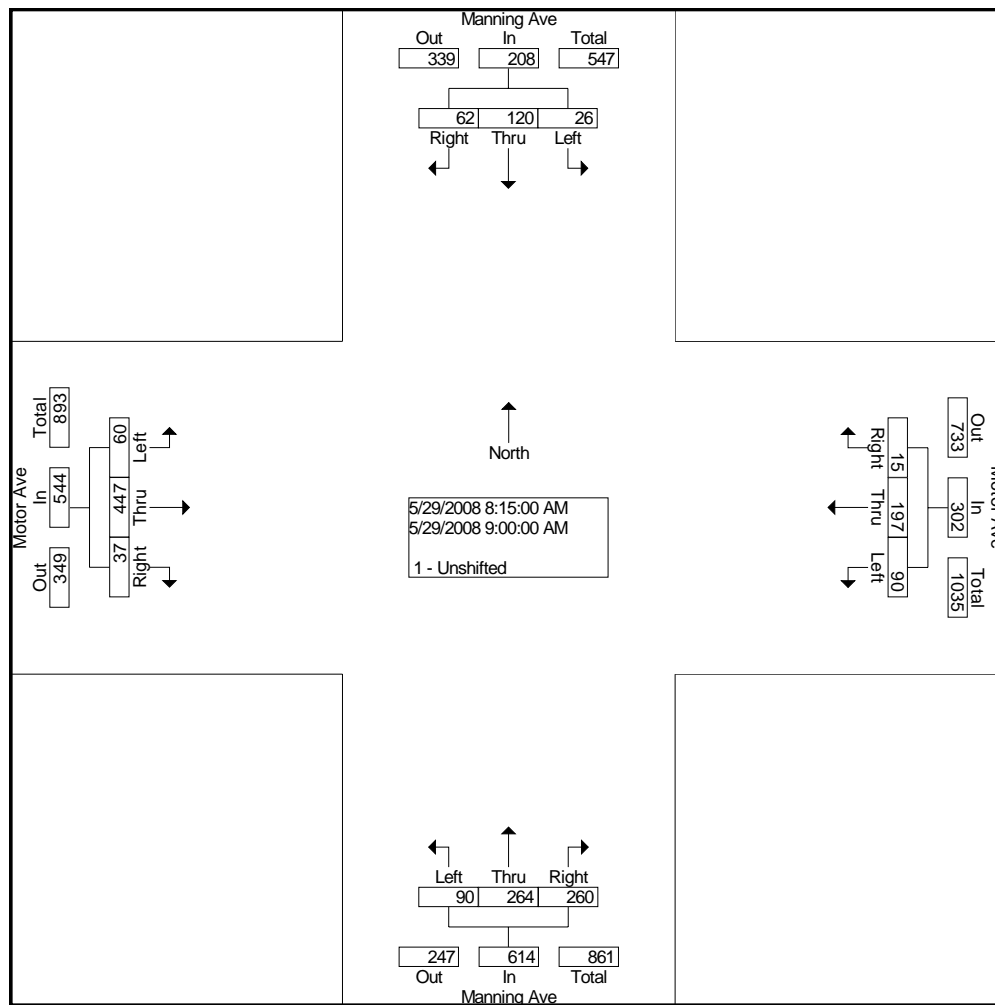 Manning Ave
Out In Total
339 208 547
62 120 26
Right Thru Left
Total
893
In
544
Out
349
Motor Ave
60
Left
447
Thru
37
Right
North
5/29/2008 8:15:00 AM
5/29/2008 9:00:00 AM
1 - Unshifted
Right
15
Thru
197
Left
90
Out
733
In
302
Total
1035
Motor Ave
Left Thru Right
90 264 260
247 614 861
Out In Total
Manning Ave